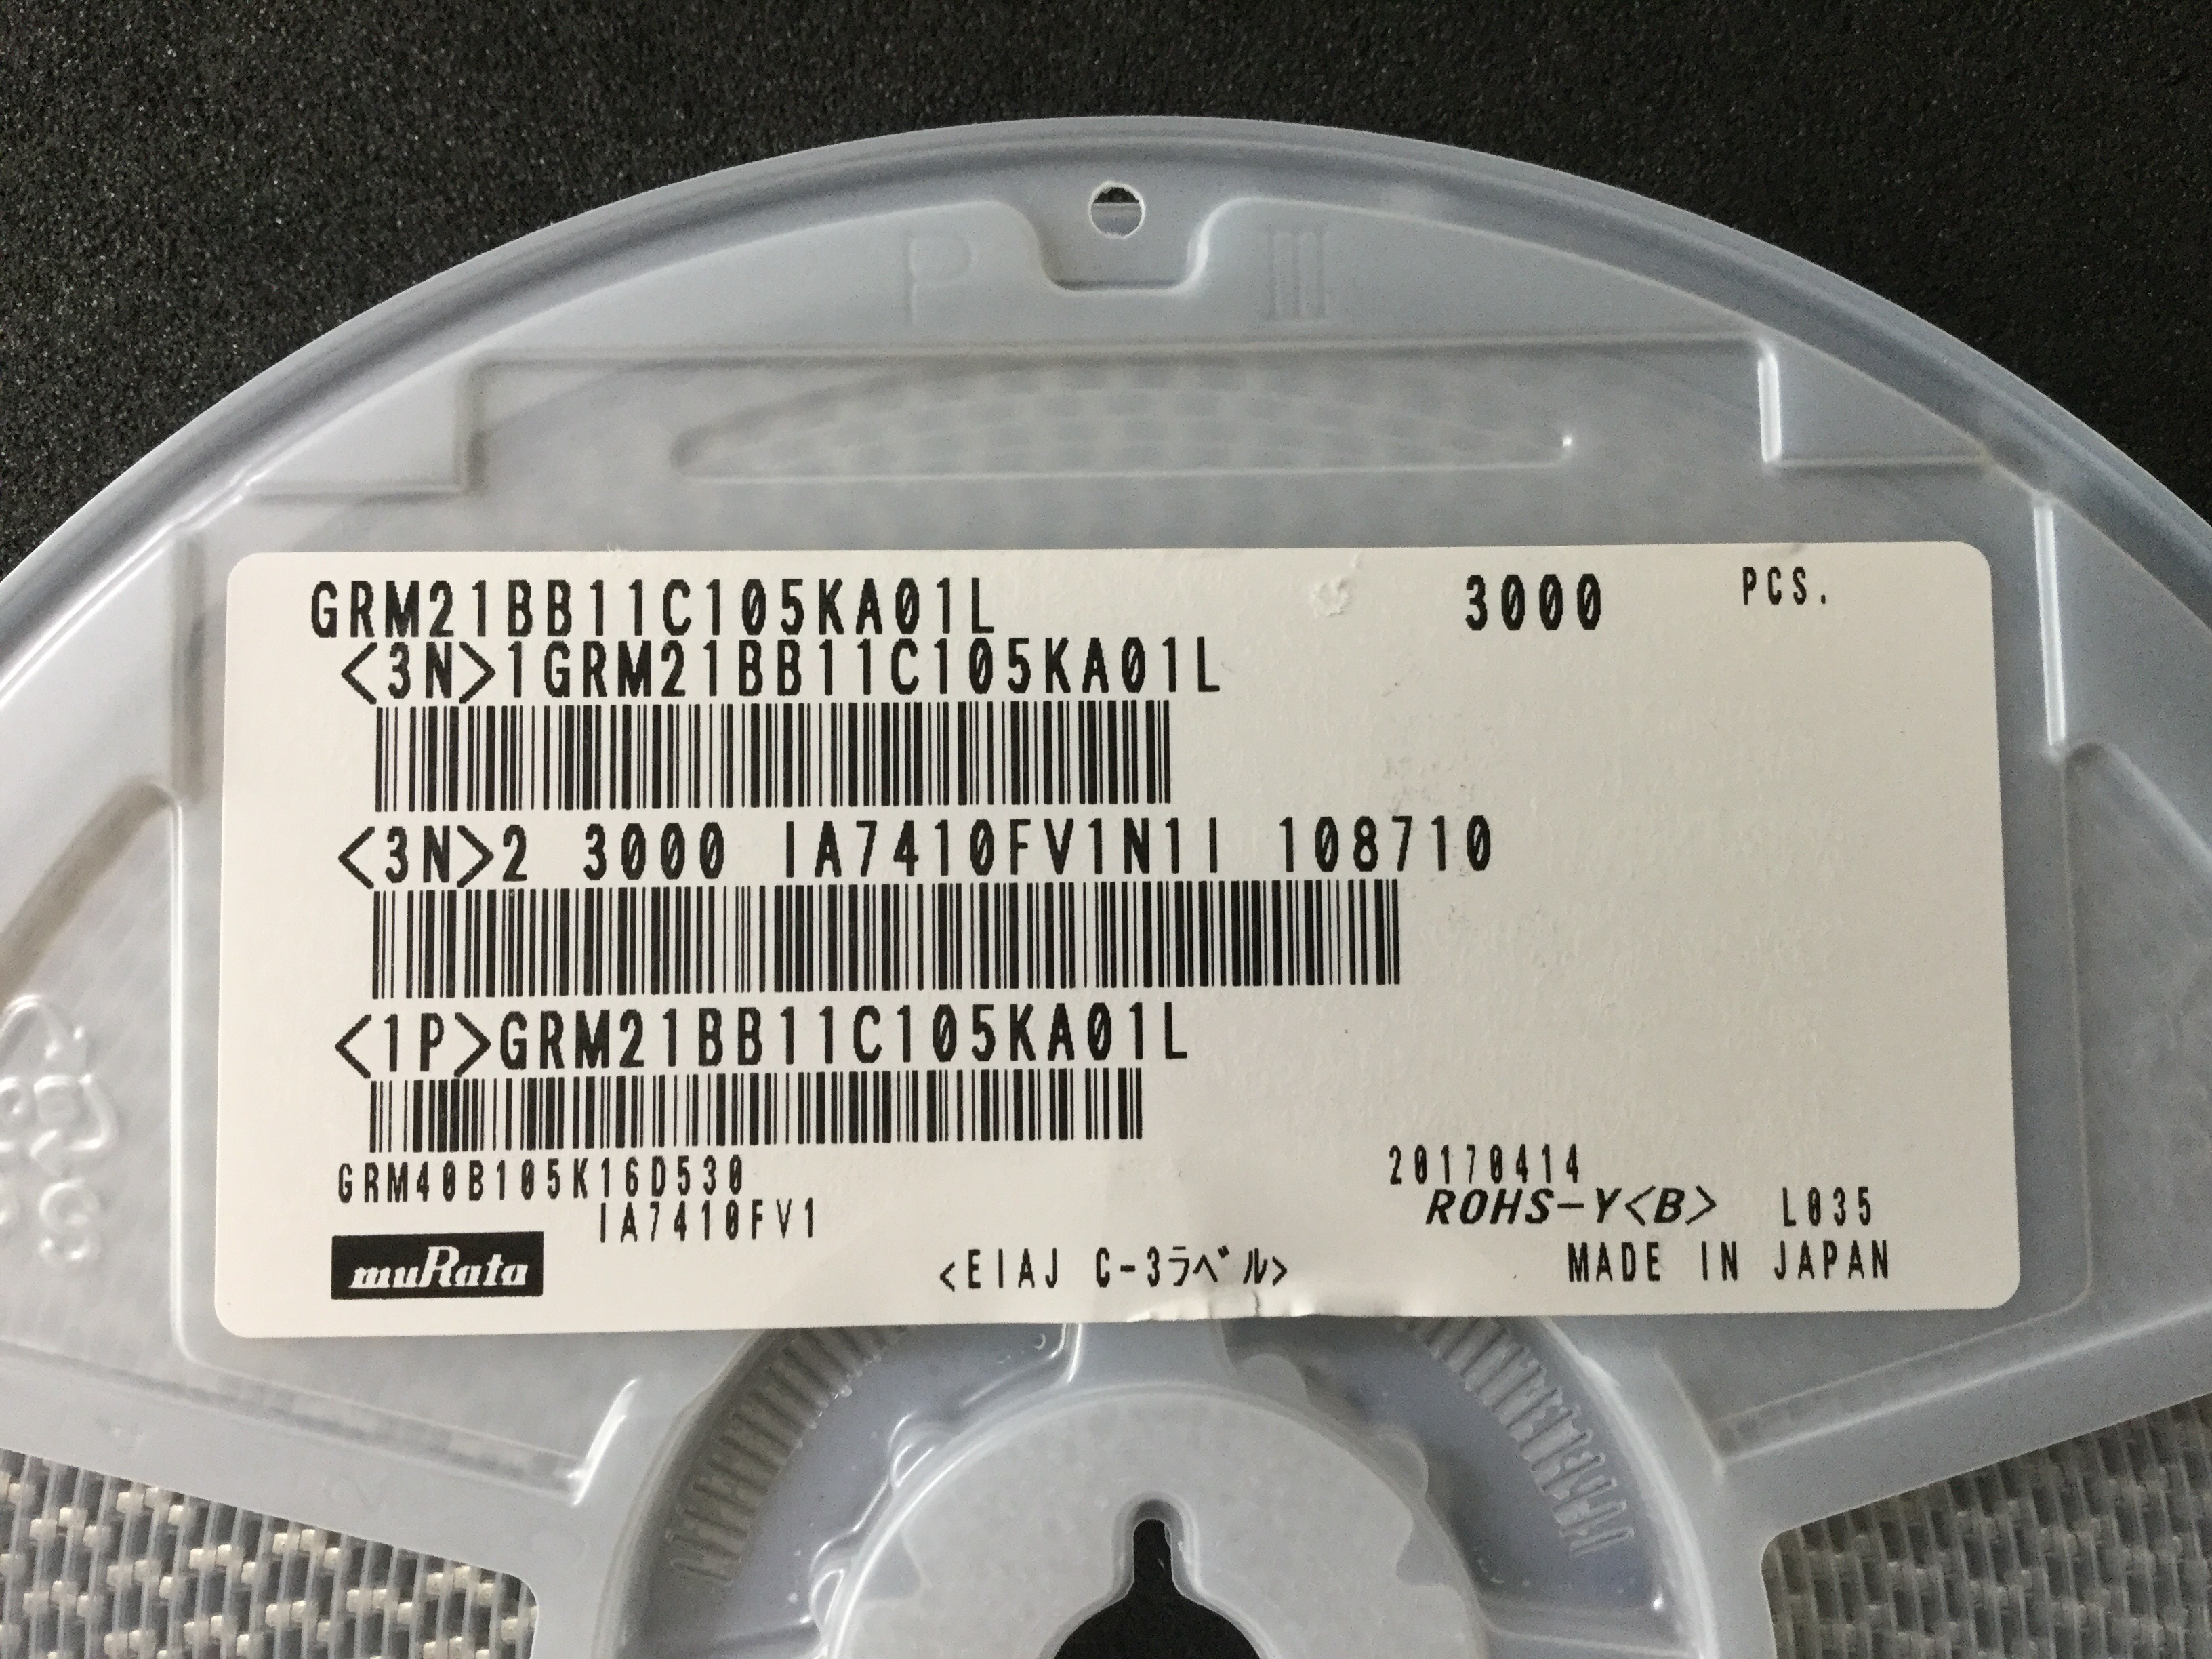 P III
GRM21BB11C105KA01L 3000 PCS.
<3N>1GRM21BB11C105KA01L
<3N>2 3000 IA7410FV1N1I 108710
<1P>GRM21BB11C105KA01L
GRM40B105K16D530 20170414
IA7410FV1 ROHS-Y<B> L035
muRata <EIAJ C-3ラベル> MADE IN JAPAN